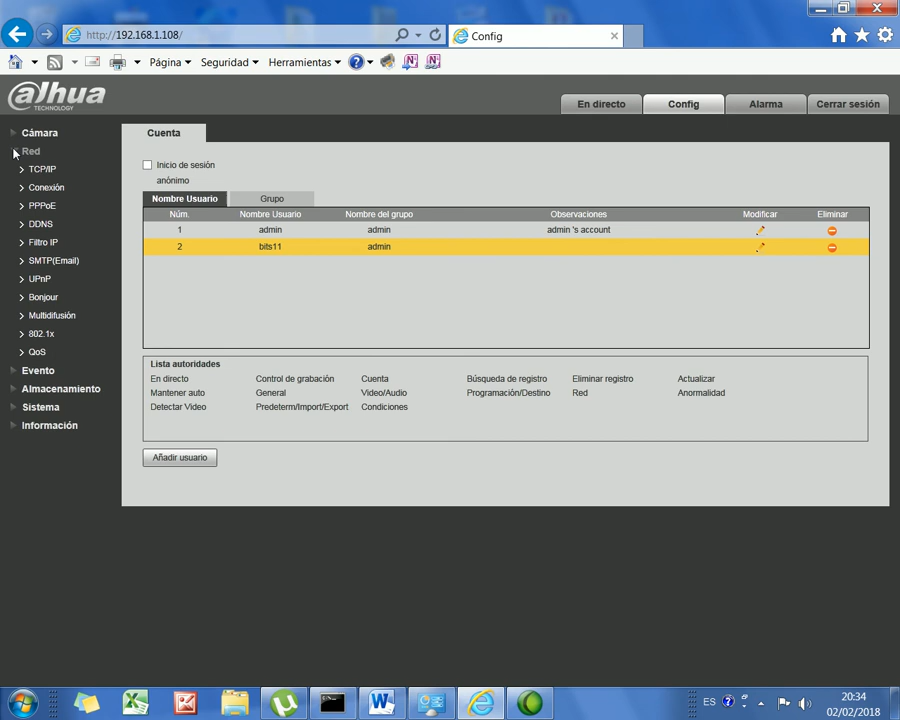 http://192.168.1.108/
Config
Página
Seguridad
Herramientas
alhua
TECHNOLOGY
En directo
Config
Alarma
Cerrar sesión
Cámara
Red
TCP/IP
Conexión
PPPoE
DDNS
Filtro IP
SMTP(Email)
UPnP
Bonjour
Multidifusión
802.1x
QoS
Evento
Almacenamiento
Sistema
Información
Cuenta
Inicio de sesión
anónimo
Nombre Usuario Grupo
Núm. Nombre Usuario Nombre del grupo Observaciones Modificar Eliminar
1 admin admin admin 's account
2 bits11 admin
Lista autoridades
En directo Control de grabación Cuenta Búsqueda de registro Eliminar registro Actualizar
Mantener auto General Video/Audio Programación/Destino Red Anormalidad
Detectar Video Predeterm/Import/Export Condiciones
Añadir usuario
ES
20:34
02/02/2018